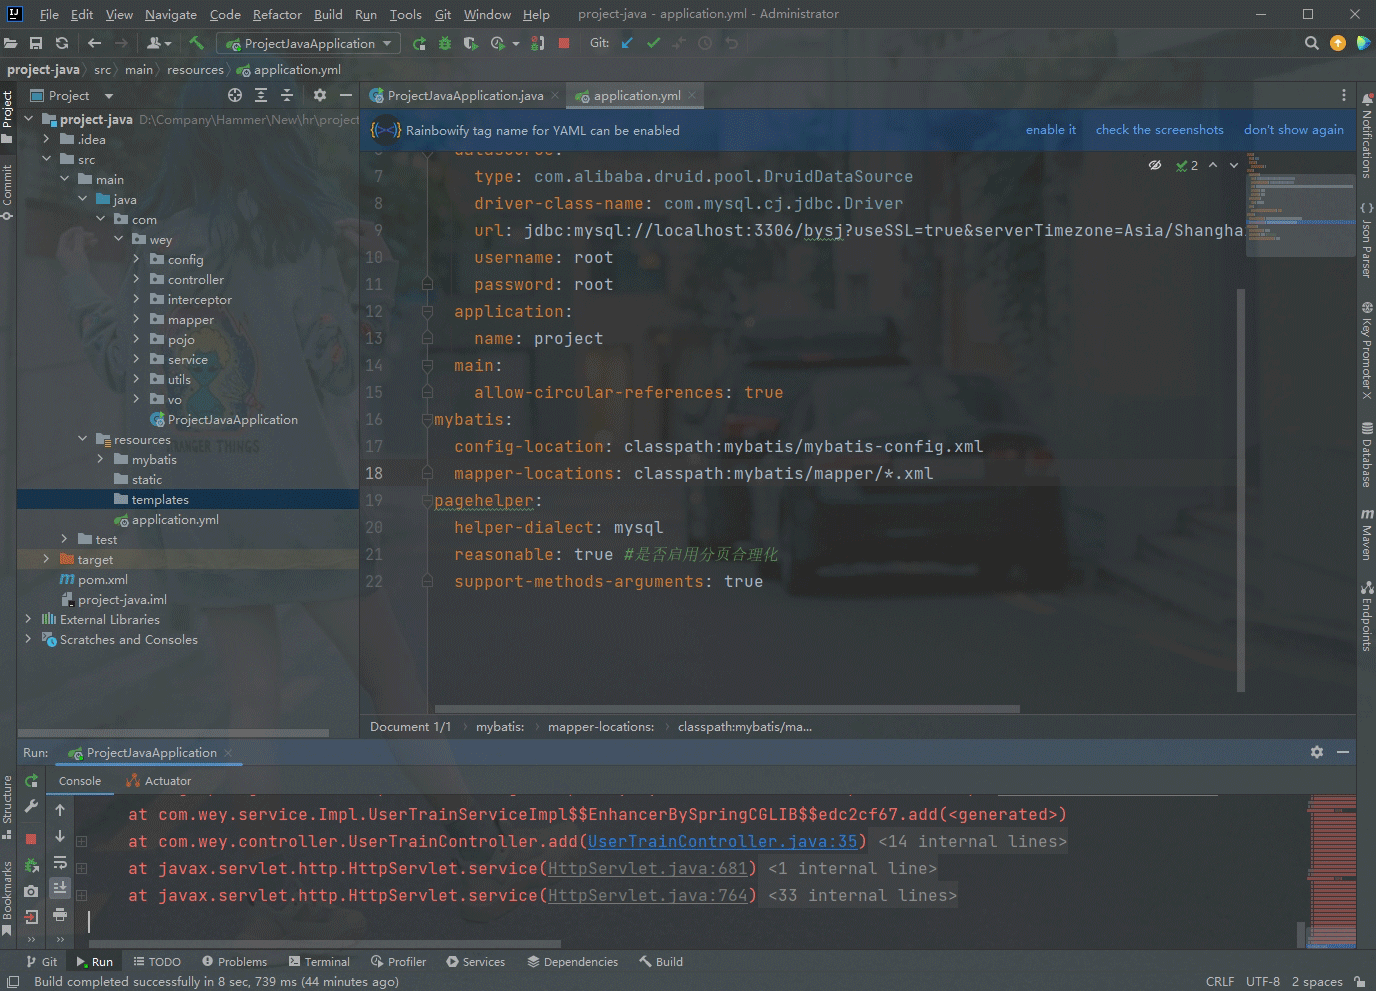 File Edit View Navigate Code Refactor Build Run Tools Git Window Help project-java - application.yml - Administrator
ProjectJavaApplication Git:
project-java src main resources application.yml
Project
ProjectJavaApplication.java application.yml
project-java D:\Company\Hammer\New\hr\project
.idea
src
main
java
com
wey
config
controller
interceptor
mapper
pojo
service
utils
vo
ProjectJavaApplication
resources
mybatis
static
templates
application.yml
test
target
pom.xml
project-java.iml
External Libraries
Scratches and Consoles
Rainbowify tag name for YAML can be enabled enable it check the screenshots don't show again
2
7 type: com.alibaba.druid.pool.DruidDataSource
8 driver-class-name: com.mysql.cj.jdbc.Driver
9 url: jdbc:mysql://localhost:3306/bysj?useSSL=true&serverTimezone=Asia/Shangha
10 username: root
11 password: root
12 application:
13 name: project
14 main:
15 allow-circular-references: true
16 mybatis:
17 config-location: classpath:mybatis/mybatis-config.xml
18 mapper-locations: classpath:mybatis/mapper/*.xml
19 pagehelper:
20 helper-dialect: mysql
21 reasonable: true #是否启用分页合理化
22 support-methods-arguments: true
Document 1/1 mybatis: mapper-locations: classpath:mybatis/ma...
Project
Commit
Structure
Bookmarks
Notifications
Json Parser
Key Promoter X
Database
Maven
Endpoints
Run: ProjectJavaApplication
Console Actuator
at com.wey.service.Impl.UserTrainServiceImpl$$EnhancerBySpringCGLIB$$edc2cf67.add(<generated>)
at com.wey.controller.UserTrainController.add(UserTrainController.java:35) <14 internal lines>
at javax.servlet.http.HttpServlet.service(HttpServlet.java:681) <1 internal line>
at javax.servlet.http.HttpServlet.service(HttpServlet.java:764) <33 internal lines>
Git Run TODO Problems Terminal Profiler Services Dependencies Build
Build completed successfully in 8 sec, 739 ms (44 minutes ago) CRLF UTF-8 2 spaces